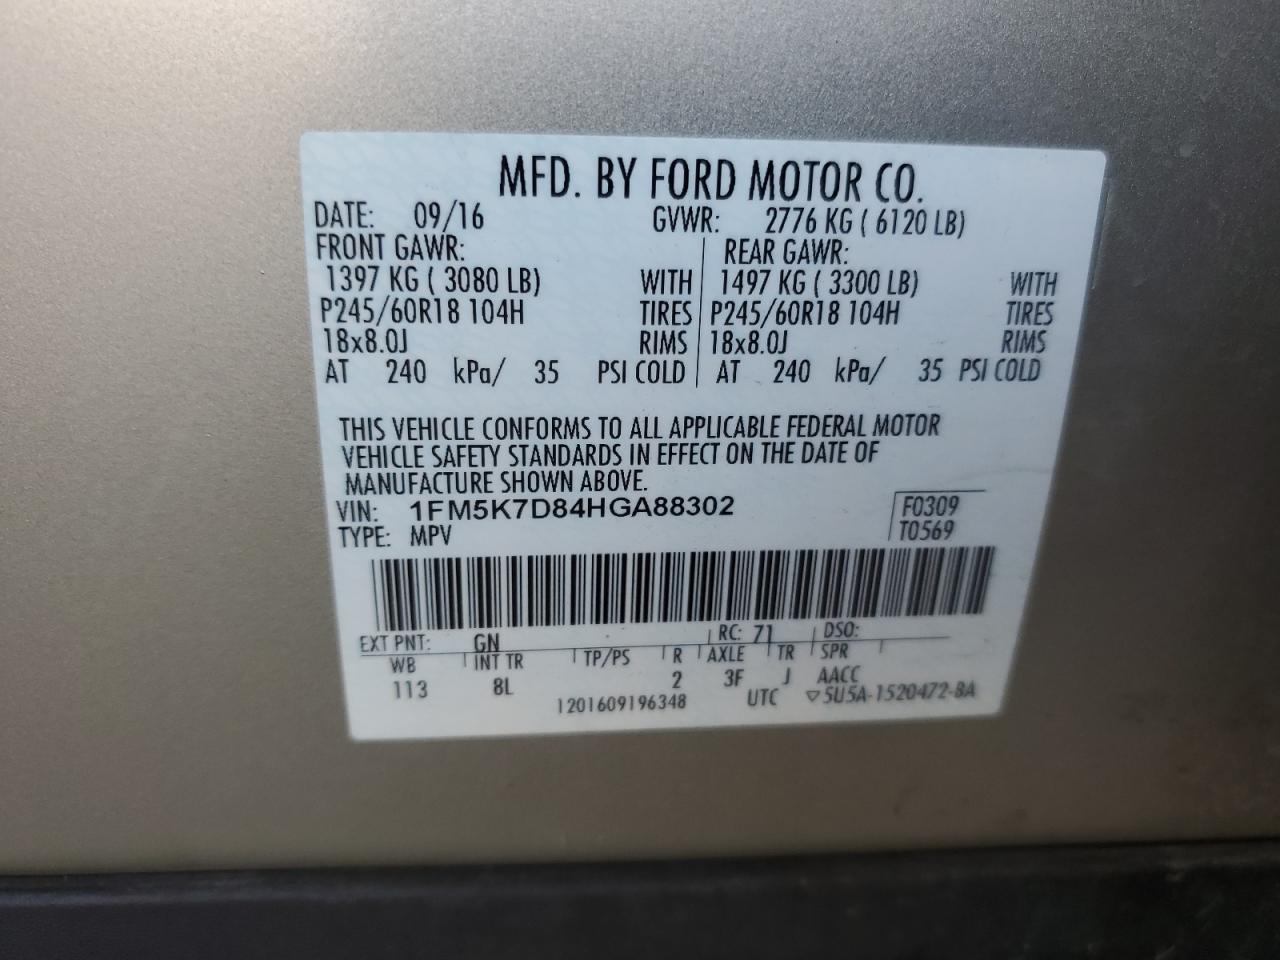 MFD. BY FORD MOTOR CO.
DATE: 09/16 GVWR: 2776 KG ( 6120 LB)
FRONT GAWR: REAR GAWR:
1397 KG ( 3080 LB) WITH 1497 KG ( 3300 LB) WITH
P245/60R18 104H TIRES P245/60R18 104H TIRES
18x8.0J RIMS 18x8.0J RIMS
AT 240 kPa/ 35 PSI COLD AT 240 kPa/ 35 PSI COLD
THIS VEHICLE CONFORMS TO ALL APPLICABLE FEDERAL MOTOR
VEHICLE SAFETY STANDARDS IN EFFECT ON THE DATE OF
MANUFACTURE SHOWN ABOVE.
VIN: 1FM5K7D84HGA88302 F0309
TYPE: MPV T0569
EXT PNT: GN RC: 71 DSO:
WB INT TR TP/PS R AXLE TR SPR
113 8L 2 3F J AACC
1201609196348 UTC ▽5U5A-1520472-BA